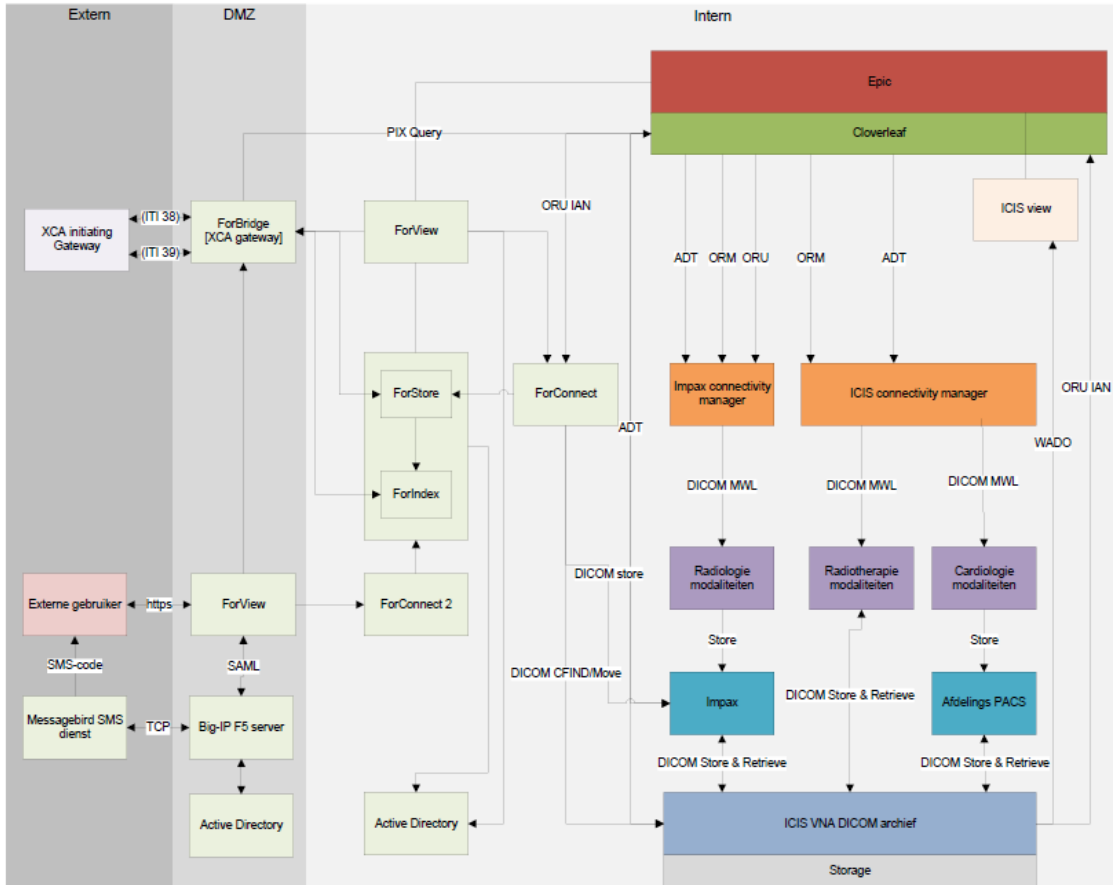 Extern
DMZ
Intern
Epic
Cloverleaf
PIX Query
(ITI 38)
(ITI 39)
XCA initiating
Gateway
ForBridge
[XCA gateway]
ForView
ORU IAN
ICIS view
ADT
ORM
ORU
ORM
ADT
ForStore
ForConnect
Impax connectivity
manager
ICIS connectivity manager
ORU IAN
ADT
WADO
ForIndex
DICOM MWL
DICOM MWL
DICOM MWL
DICOM store
Radiologie
modaliteiten
Radiotherapie
modaliteiten
Cardiologie
modaliteiten
Externe gebruiker
https
ForView
ForConnect 2
Store
Store
SMS-code
SAML
DICOM CFIND/Move
DICOM Store & Retrieve
Messagebird SMS
dienst
TCP
Big-IP F5 server
Impax
Afdelings PACS
DICOM Store & Retrieve
DICOM Store & Retrieve
Active Directory
Active Directory
ICIS VNA DICOM archief
Storage